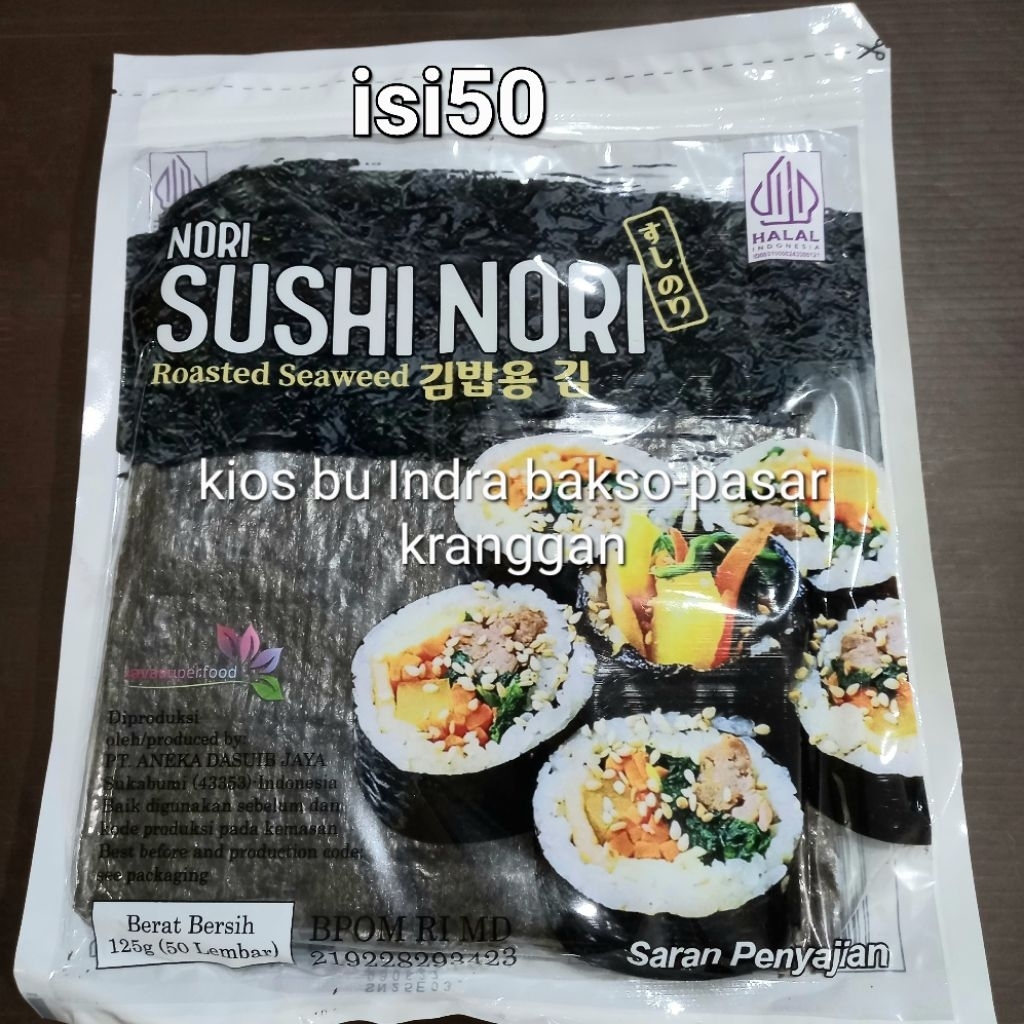 isi50
HALAL
INDONESIA
NORI
SUSHI NORI
すしのり
Roasted Seaweed 김밥용 김
kios bu Indra bakso pasar
kranggan
javasuperfood
Diproduksi
oleh/produced by:
PT. ANEKA DASUIB JAYA
Sukabumi (43353) Indonesia
Baik digunakan sebelum dan
kode produksi pada kemasan
Best before and production code;
see packaging
Berat Bersih
125g (50 Lembar)
BPOM RI MD
219228293423
Saran Penyajian